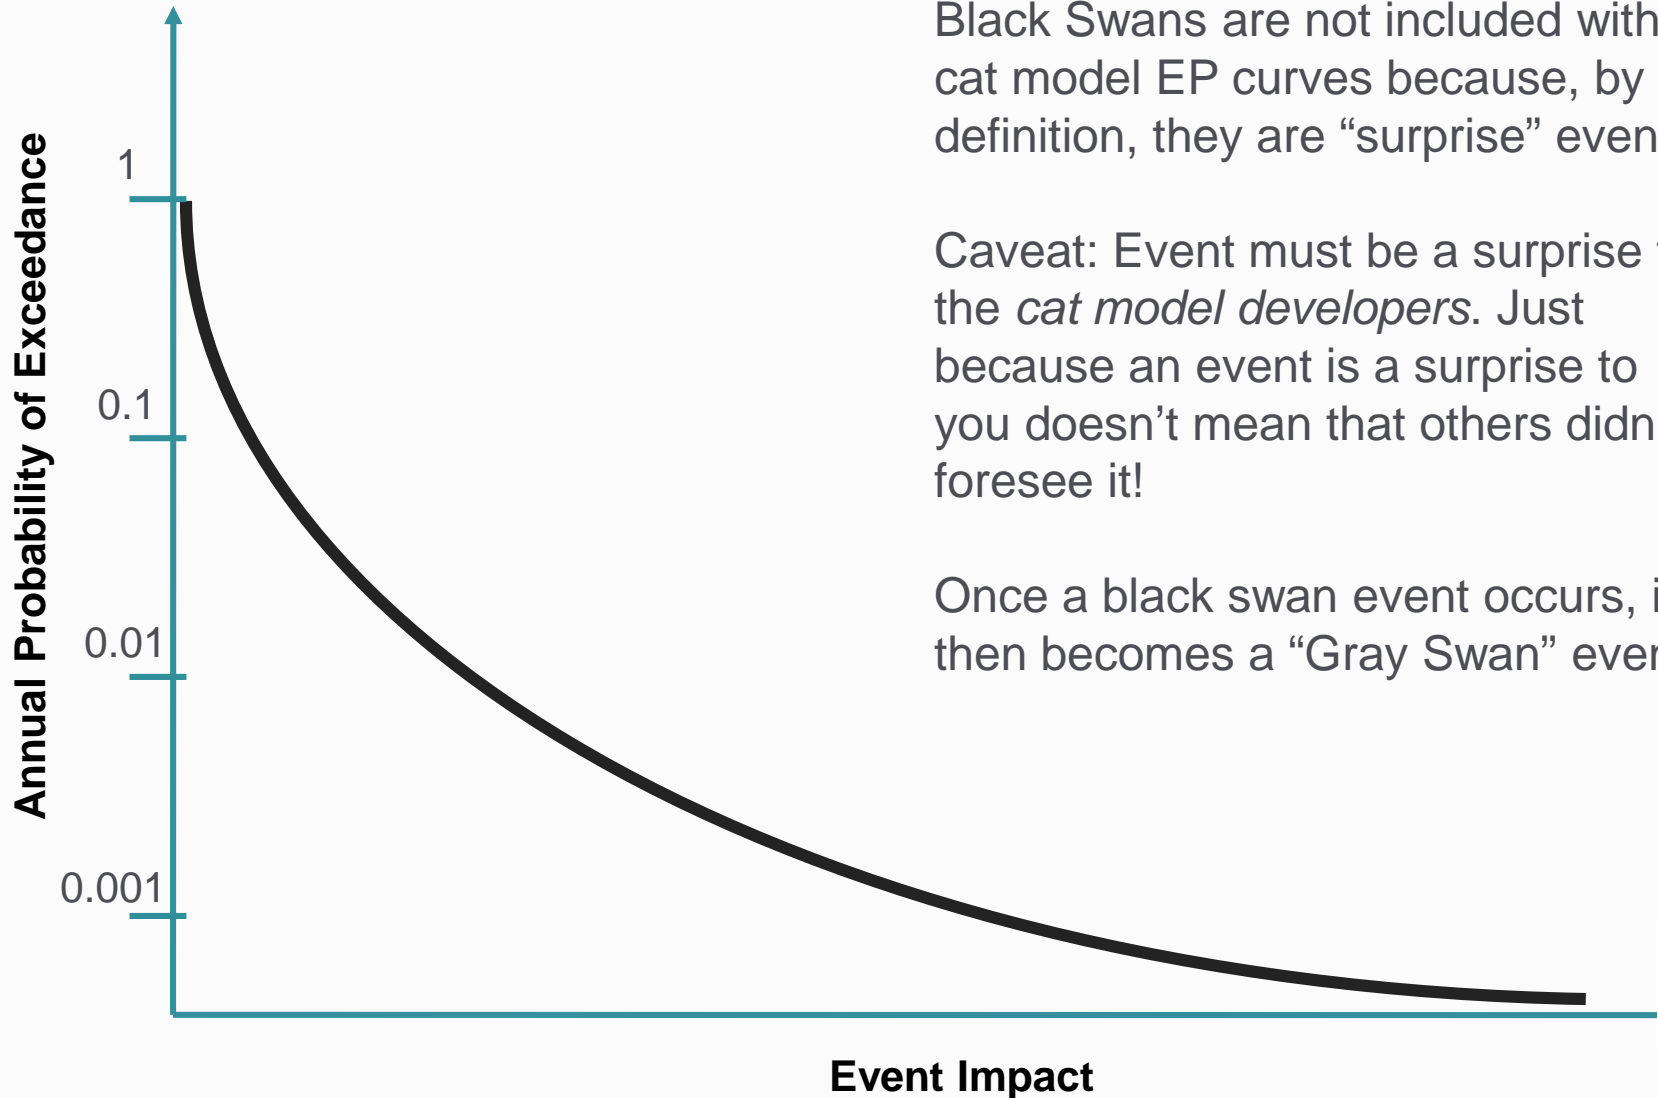 Black Swans are not included with
cat model EP curves because, by
definition, they are “surprise” even
Caveat: Event must be a surprise
the cat model developers. Just
because an event is a surprise to
you doesn’t mean that others didn
foresee it!
Once a black swan event occurs, i
then becomes a “Gray Swan” even
Annual Probability of Exceedance
1
0.1
0.01
0.001
Event Impact